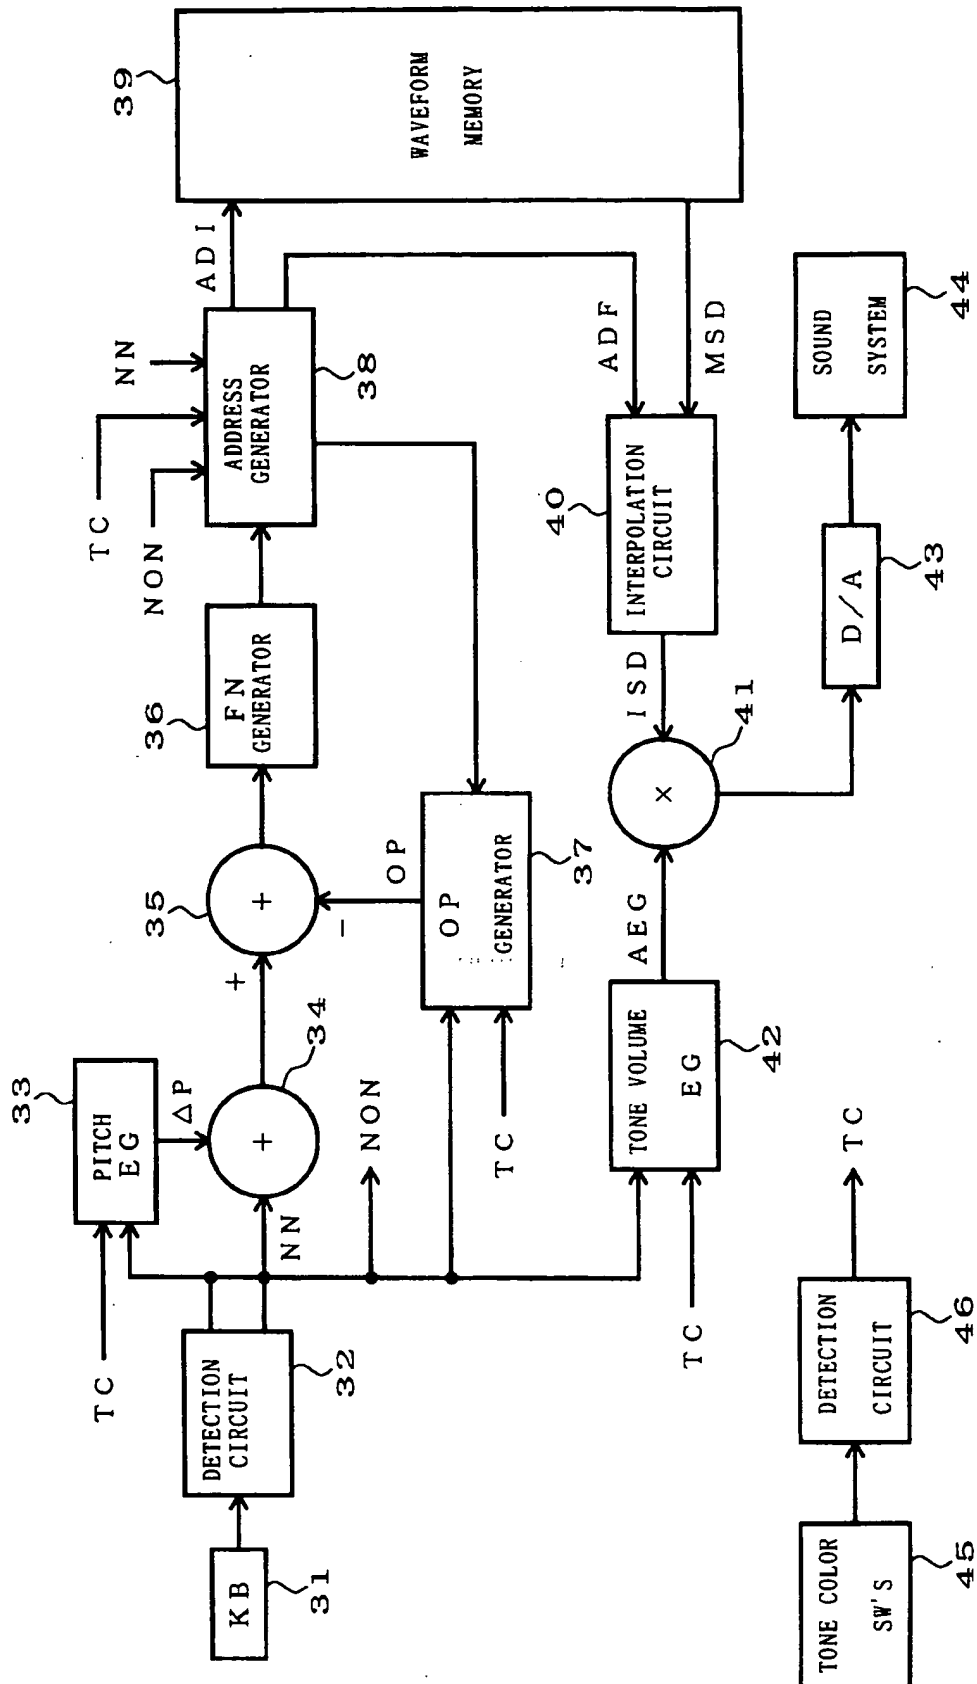 39
WAVEFORM
MEMORY
ADI
NN
TC
NON
ADDRESS
GENERATOR
38
ADF
MSD
SOUND
SYSTEM
44
36
FN
GENERATOR
40
INTERPOLATION
CIRCUIT
ISD
D/A
43
41
×
35
+
+
−
OP
OP
GENERATOR
37
TC
AEG
33
PITCH
EG
ΔP
34
+
NON
TONE VOLUME
EG
42
TC
TC
NN
DETECTION
CIRCUIT
32
KB
31
TC
DETECTION
CIRCUIT
46
TONE COLOR
SW'S
45